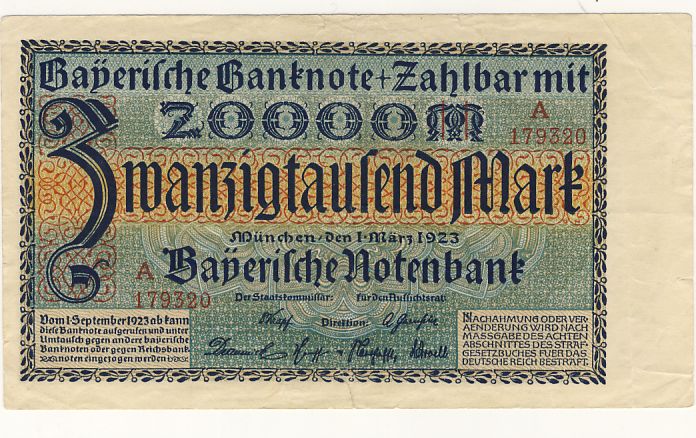 Bayerische Banknote + Zahlbar mit
20000 M
A
179320
Zwanzigtausend Mark
München · den 1 · März 1923
A
179320
Bayerische Notenbank
Der Staatskommissär: für den Aufsichtsrat:
Direktion:
Vom 1·September 1923 ab kann
diese Banknote aufgerufen und unter
Umtausch gegen andere bayerische
Banknoten oder gegen Reichsbank
noten eingezogen werden
NACHAHMUNG ODER VER-
AENDERUNG WIRD NACH
MASSGABE DES ACHTEN
ABSCHNITTES DES STRAF-
GESETZBUCHES FUER DAS
DEUTSCHE REICH BESTRAFT.